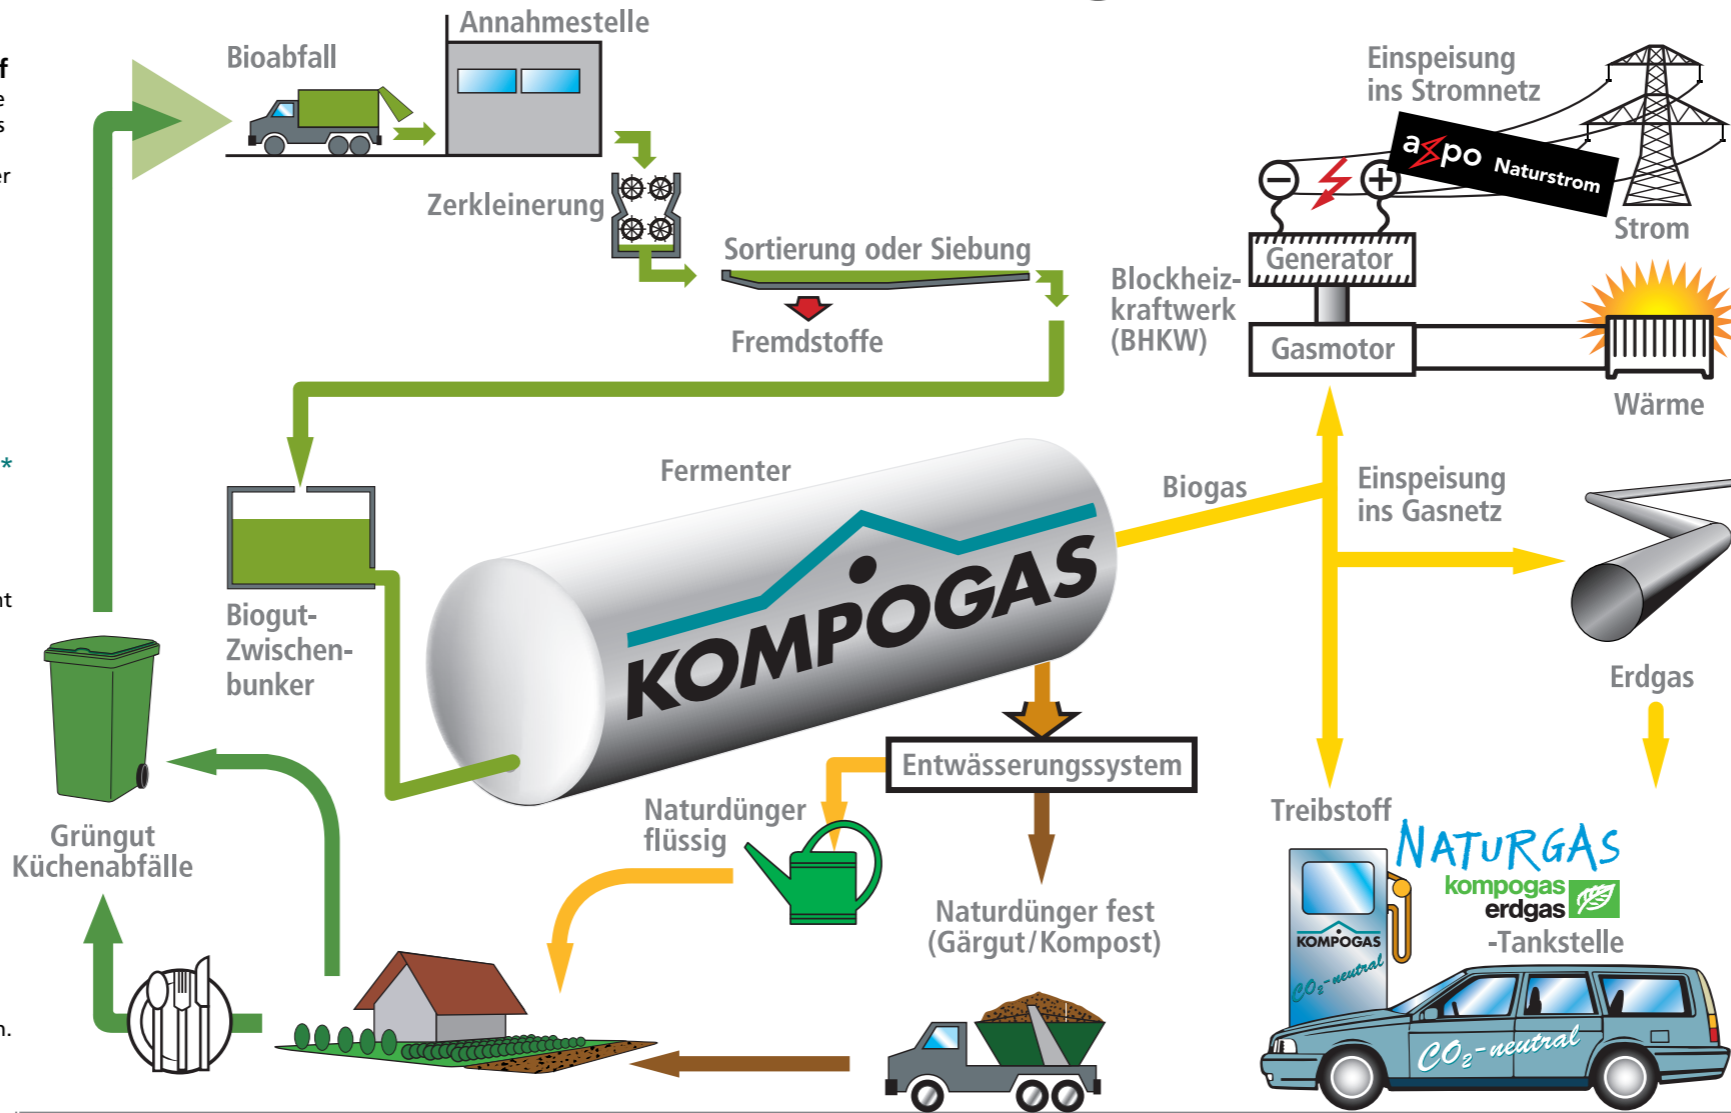 f
e
s
er
*
nt
n.
Bioabfall
Annahmestelle
Zerkleinerung
Sortierung oder Siebung
Fremdstoffe
Blockheiz-
kraftwerk
(BHKW)
Generator
Gasmotor
Einspeisung
ins Stromnetz
axpo Naturstrom
Strom
Wärme
Fermenter
KOMPOGAS
Biogas
Einspeisung
ins Gasnetz
Erdgas
Biogut-
Zwischen-
bunker
Entwässerungssystem
Naturdünger
flüssig
Naturdünger fest
(Gärgut/Kompost)
Grüngut
Küchenabfälle
Treibstoff
NATURGAS
kompogas
erdgas
-Tankstelle
KOMPOGAS
CO2-neutral
CO2-neutral